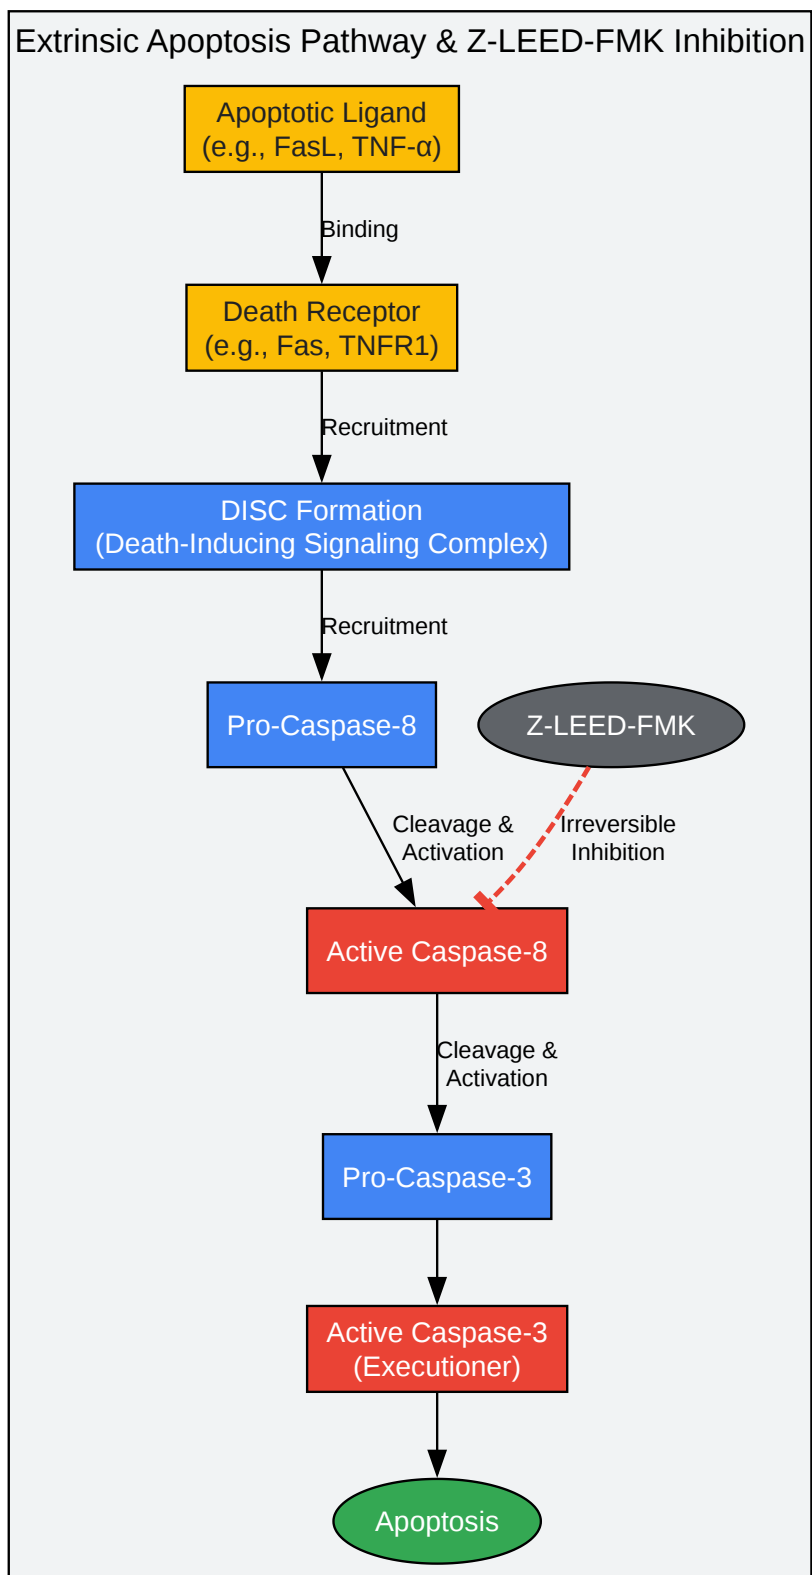 Extrinsic Apoptosis Pathway & Z-LEED-FMK Inhibition
Apoptotic Ligand
(e.g., FasL, TNF-α)
Binding
Death Receptor
(e.g., Fas, TNFR1)
Recruitment
DISC Formation
(Death-Inducing Signaling Complex)
Recruitment
Pro-Caspase-8
Z-LEED-FMK
Cleavage &
Activation
Irreversible
Inhibition
Active Caspase-8
Cleavage &
Activation
Pro-Caspase-3
Active Caspase-3
(Executioner)
Apoptosis